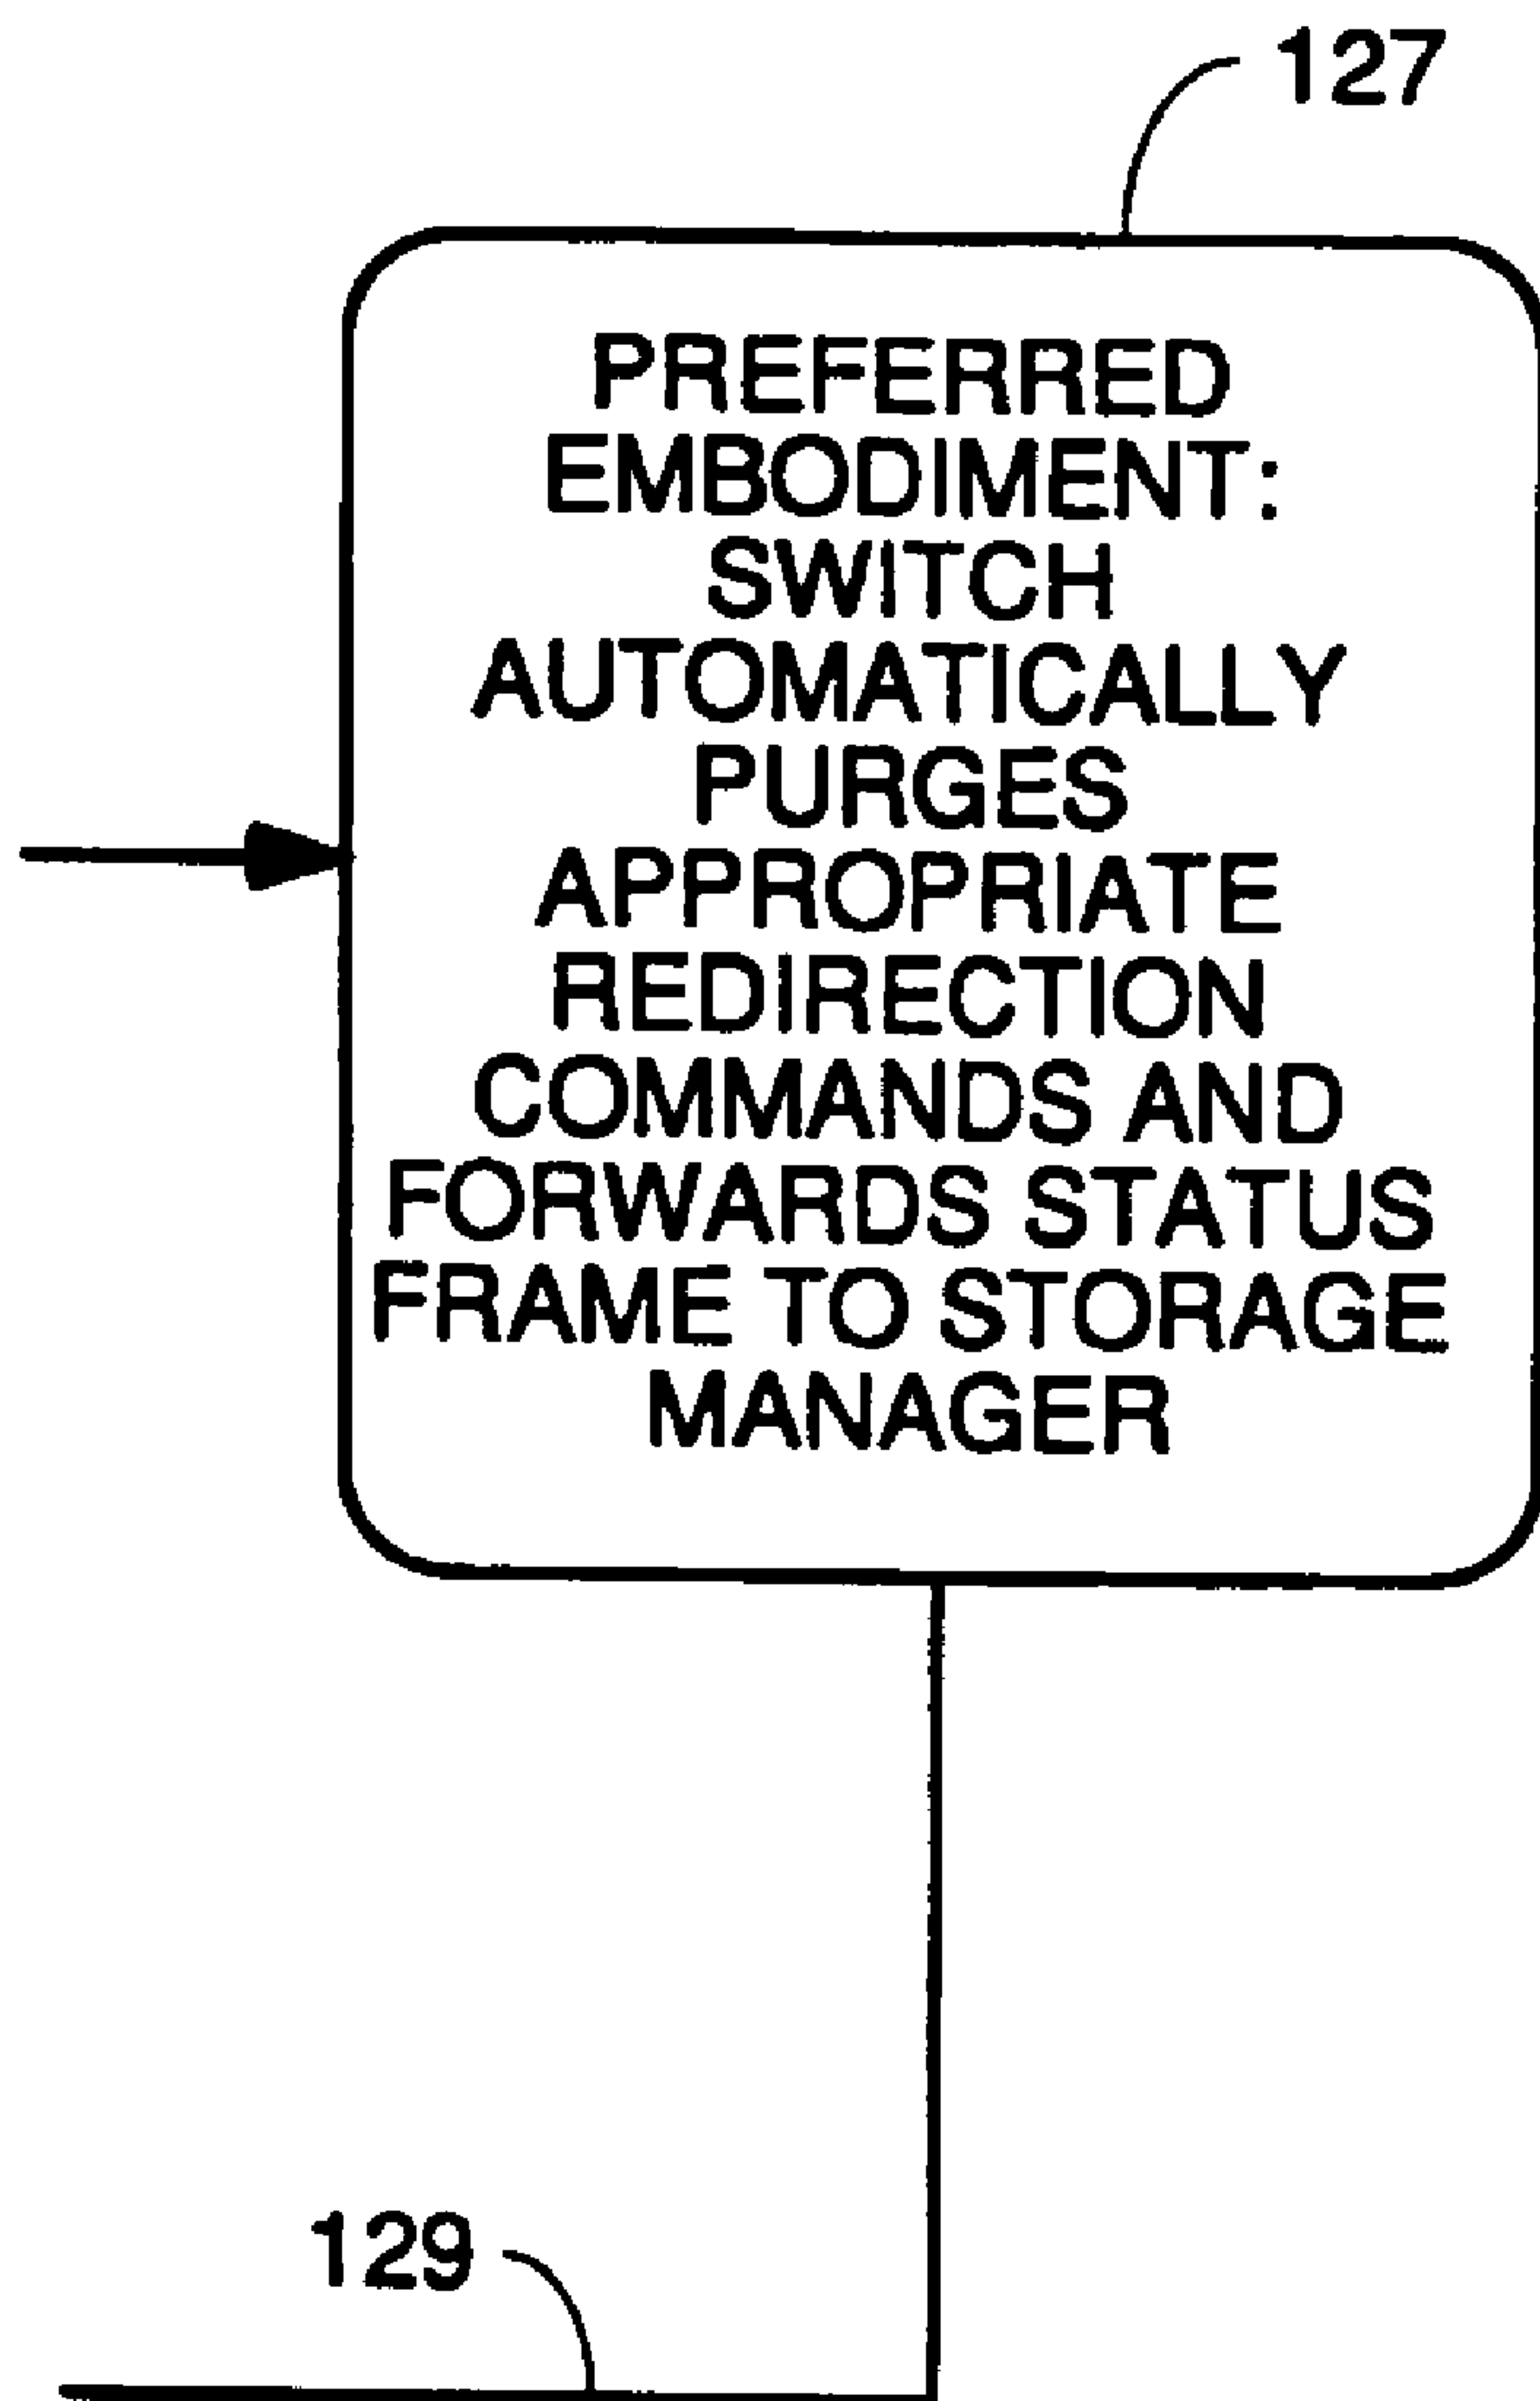 127
PREFERRED
EMBODIMENT:
SWITCH
AUTOMATICALLY
PURGES
APPROPRIATE
REDIRECTION
COMMANDS AND
FORWARDS STATUS
FRAME TO STORAGE
MANAGER
129